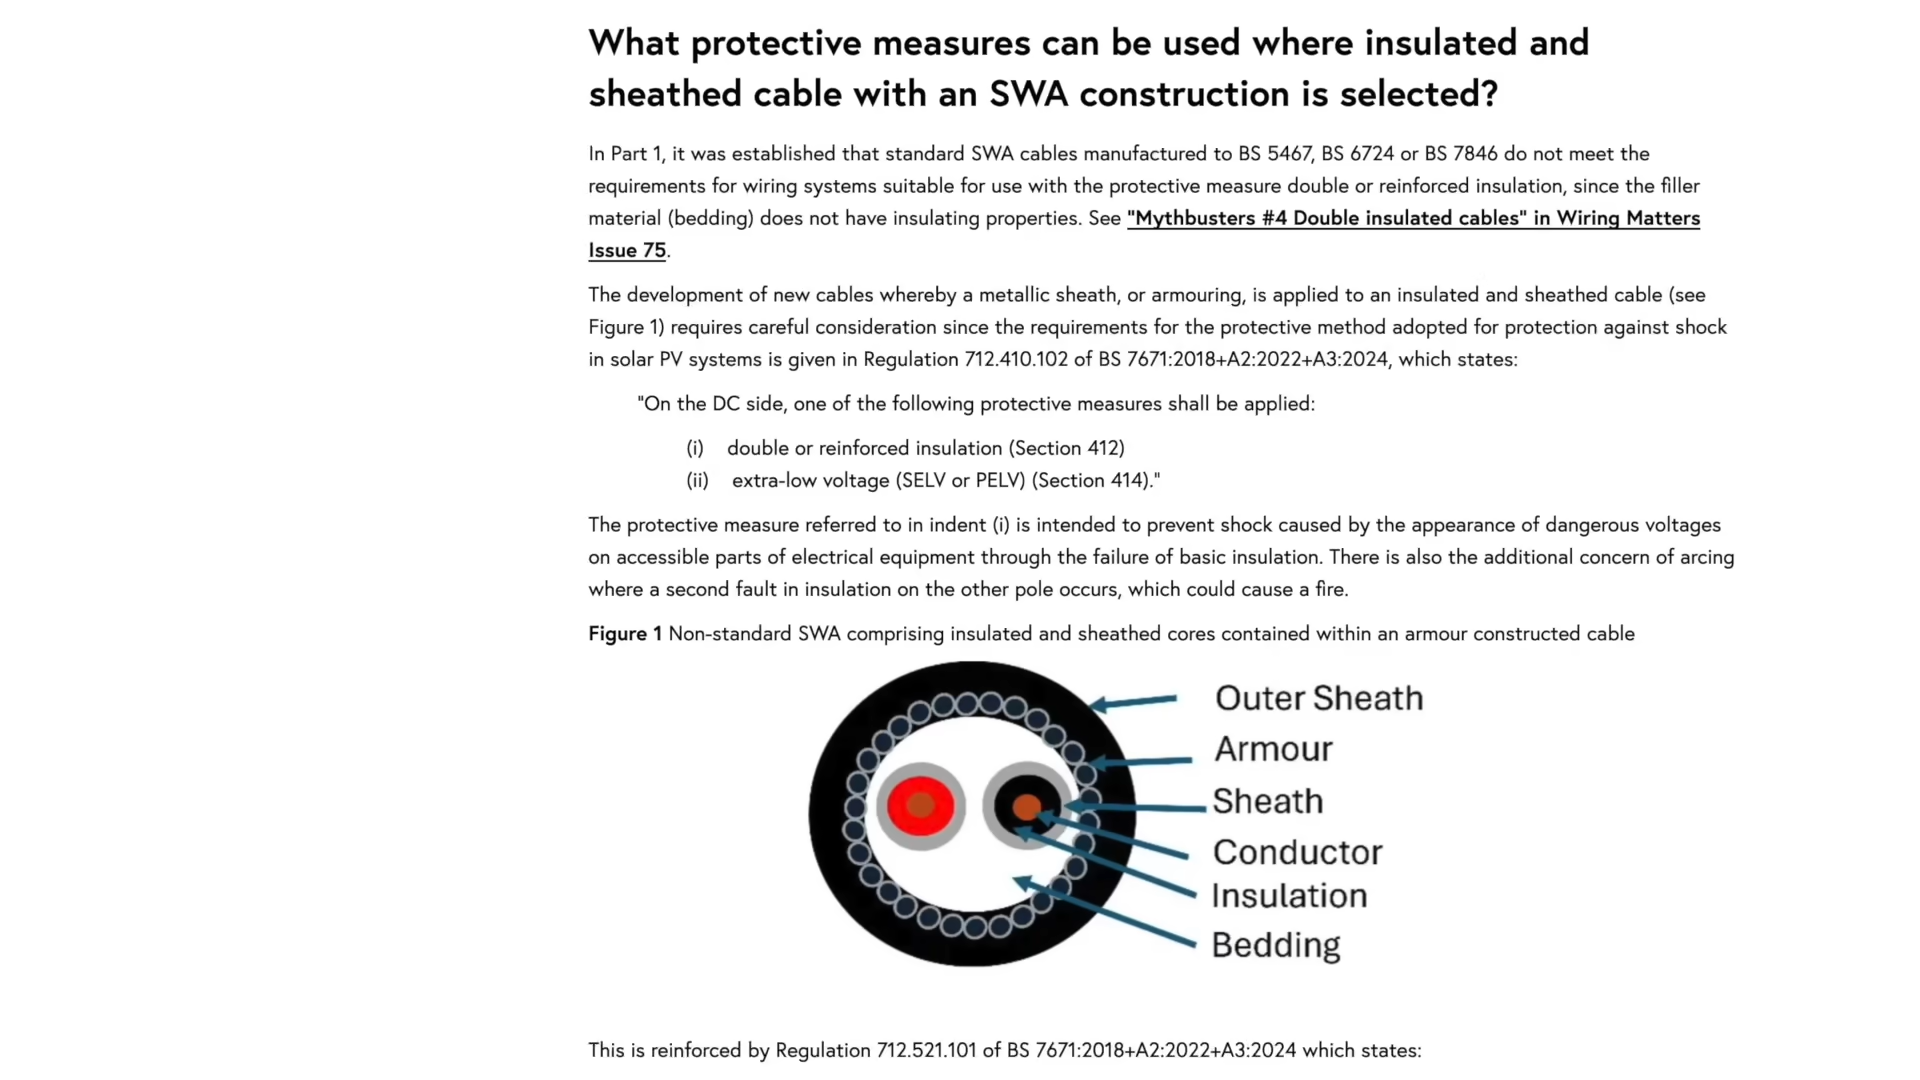 What protective measures can be used where insulated and
sheathed cable with an SWA construction is selected?
In Part 1, it was established that standard SWA cables manufactured to BS 5467, BS 6724 or BS 7846 do not meet the
requirements for wiring systems suitable for use with the protective measure double or reinforced insulation, since the filler
material (bedding) does not have insulating properties. See "Mythbusters #4 Double insulated cables" in Wiring Matters
Issue 75.
The development of new cables whereby a metallic sheath, or armouring, is applied to an insulated and sheathed cable (see
Figure 1) requires careful consideration since the requirements for the protective method adopted for protection against shock
in solar PV systems is given in Regulation 712.410.102 of BS 7671:2018+A2:2022+A3:2024, which states:
"On the DC side, one of the following protective measures shall be applied:
(i) double or reinforced insulation (Section 412)
(ii) extra-low voltage (SELV or PELV) (Section 414)."
The protective measure referred to in indent (i) is intended to prevent shock caused by the appearance of dangerous voltages
on accessible parts of electrical equipment through the failure of basic insulation. There is also the additional concern of arcing
where a second fault in insulation on the other pole occurs, which could cause a fire.
Figure 1 Non-standard SWA comprising insulated and sheathed cores contained within an armour constructed cable
Outer Sheath
Armour
Sheath
Conductor
Insulation
Bedding
This is reinforced by Regulation 712.521.101 of BS 7671:2018+A2:2022+A3:2024 which states: